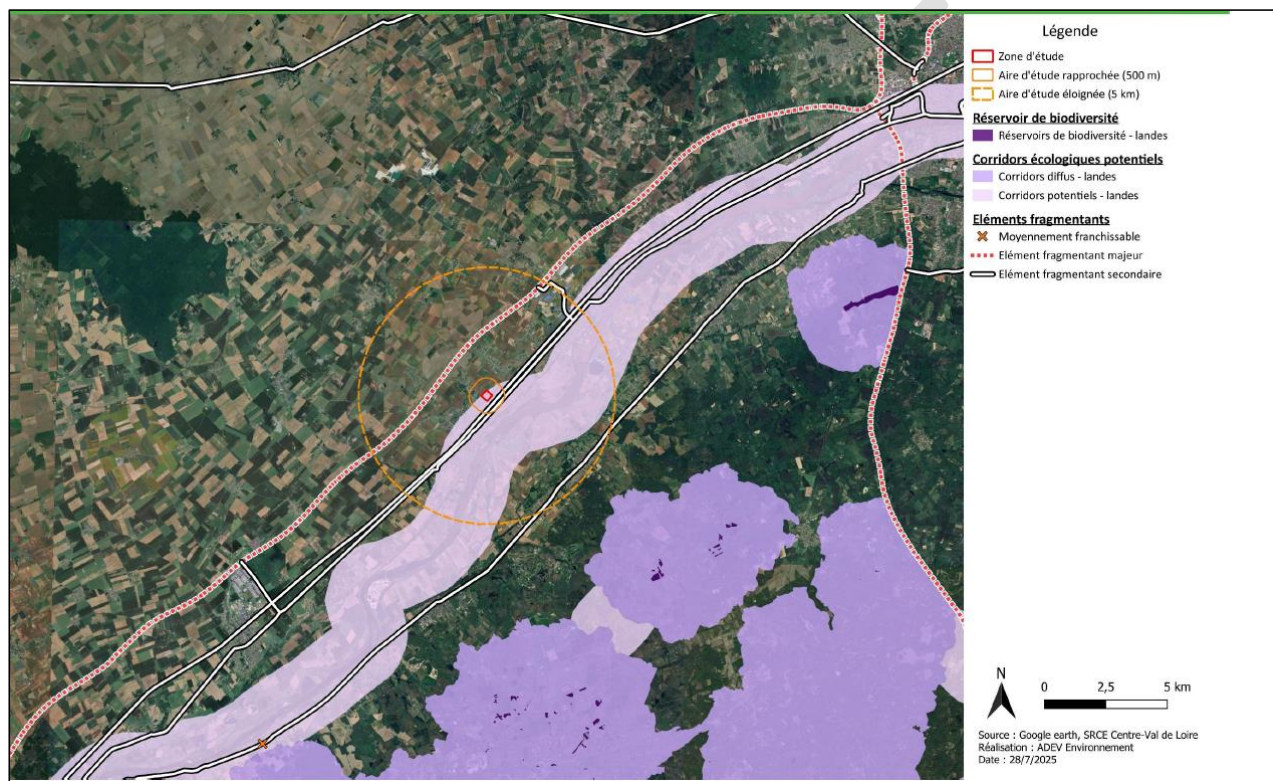 Légende
Zone d'étude
Aire d'étude rapprochée (500 m)
Aire d'étude éloignée (5 km)
Réservoir de biodiversité
Réservoirs de biodiversité - landes
Corridors écologiques potentiels
Corridors diffus - landes
Corridors potentiels - landes
Eléments fragmentants
Moyennement franchissable
Elément fragmentant majeur
Elément fragmentant secondaire
N
0 2,5 5 km
Source : Google earth, SRCE Centre-Val de Loire
Réalisation : ADEV Environnement
Date : 28/7/2025